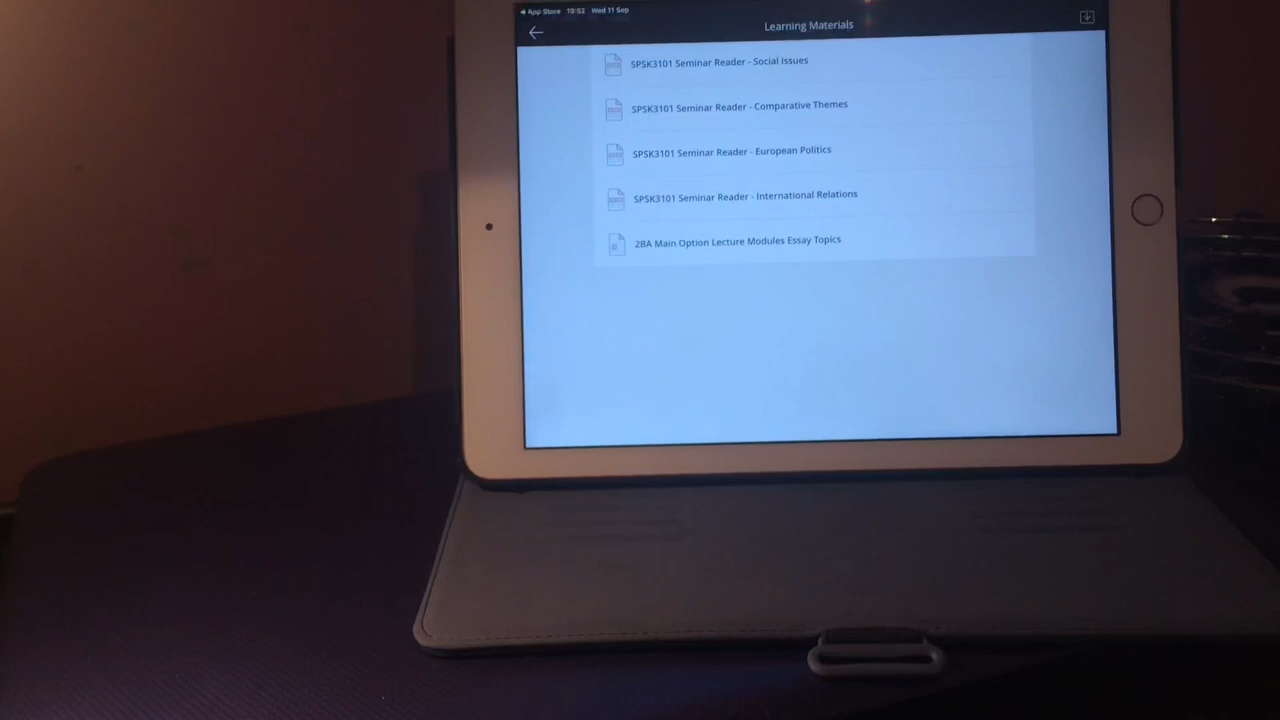 App Store 19:52 Wed 11 Sep
Learning Materials
SPSK3101 Seminar Reader - Social Issues
SPSK3101 Seminar Reader - Comparative Themes
SPSK3101 Seminar Reader - European Politics
SPSK3101 Seminar Reader - International Relations
2BA Main Option Lecture Modules Essay Topics